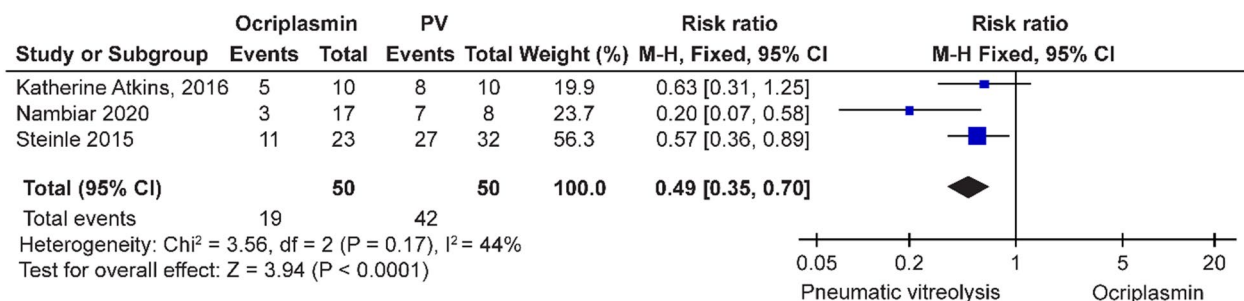 Ocriplasmin PV Risk ratio Risk ratio
Study or Subgroup Events Total Events Total Weight (%) M-H, Fixed, 95% CI M-H Fixed, 95% CI
Katherine Atkins, 2016 5 10 8 10 19.9 0.63 [0.31, 1.25]
Nambiar 2020 3 17 7 8 23.7 0.20 [0.07, 0.58]
Steinle 2015 11 23 27 32 56.3 0.57 [0.36, 0.89]
Total (95% CI) 50 50 100.0 0.49 [0.35, 0.70]
Total events 19 42
Heterogeneity: Chi² = 3.56, df = 2 (P = 0.17), I² = 44%
Test for overall effect: Z = 3.94 (P < 0.0001)
0.05 0.2 1 5 20
Pneumatic vitreolysis Ocriplasmin